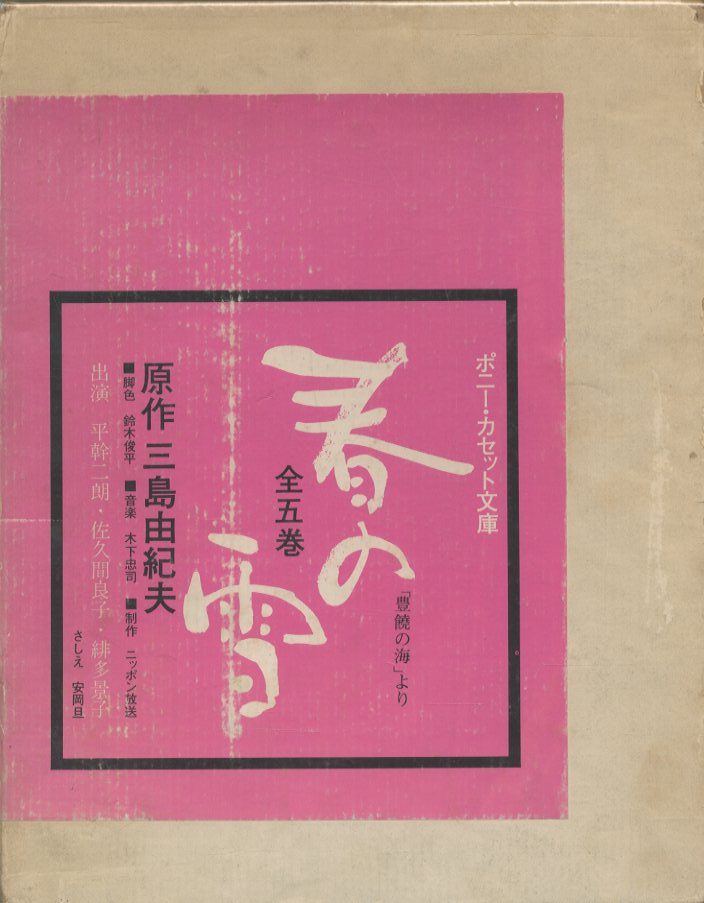 ポニー・カセット文庫
「豊饒の海」より
春の雪
全五巻
原作 三島由紀夫
■脚色 鈴木俊平 ■音楽 木下忠司 ■制作 ニッポン放送
出演 平幹二朗・佐久間良子・緋多景子
さしえ 安岡旦